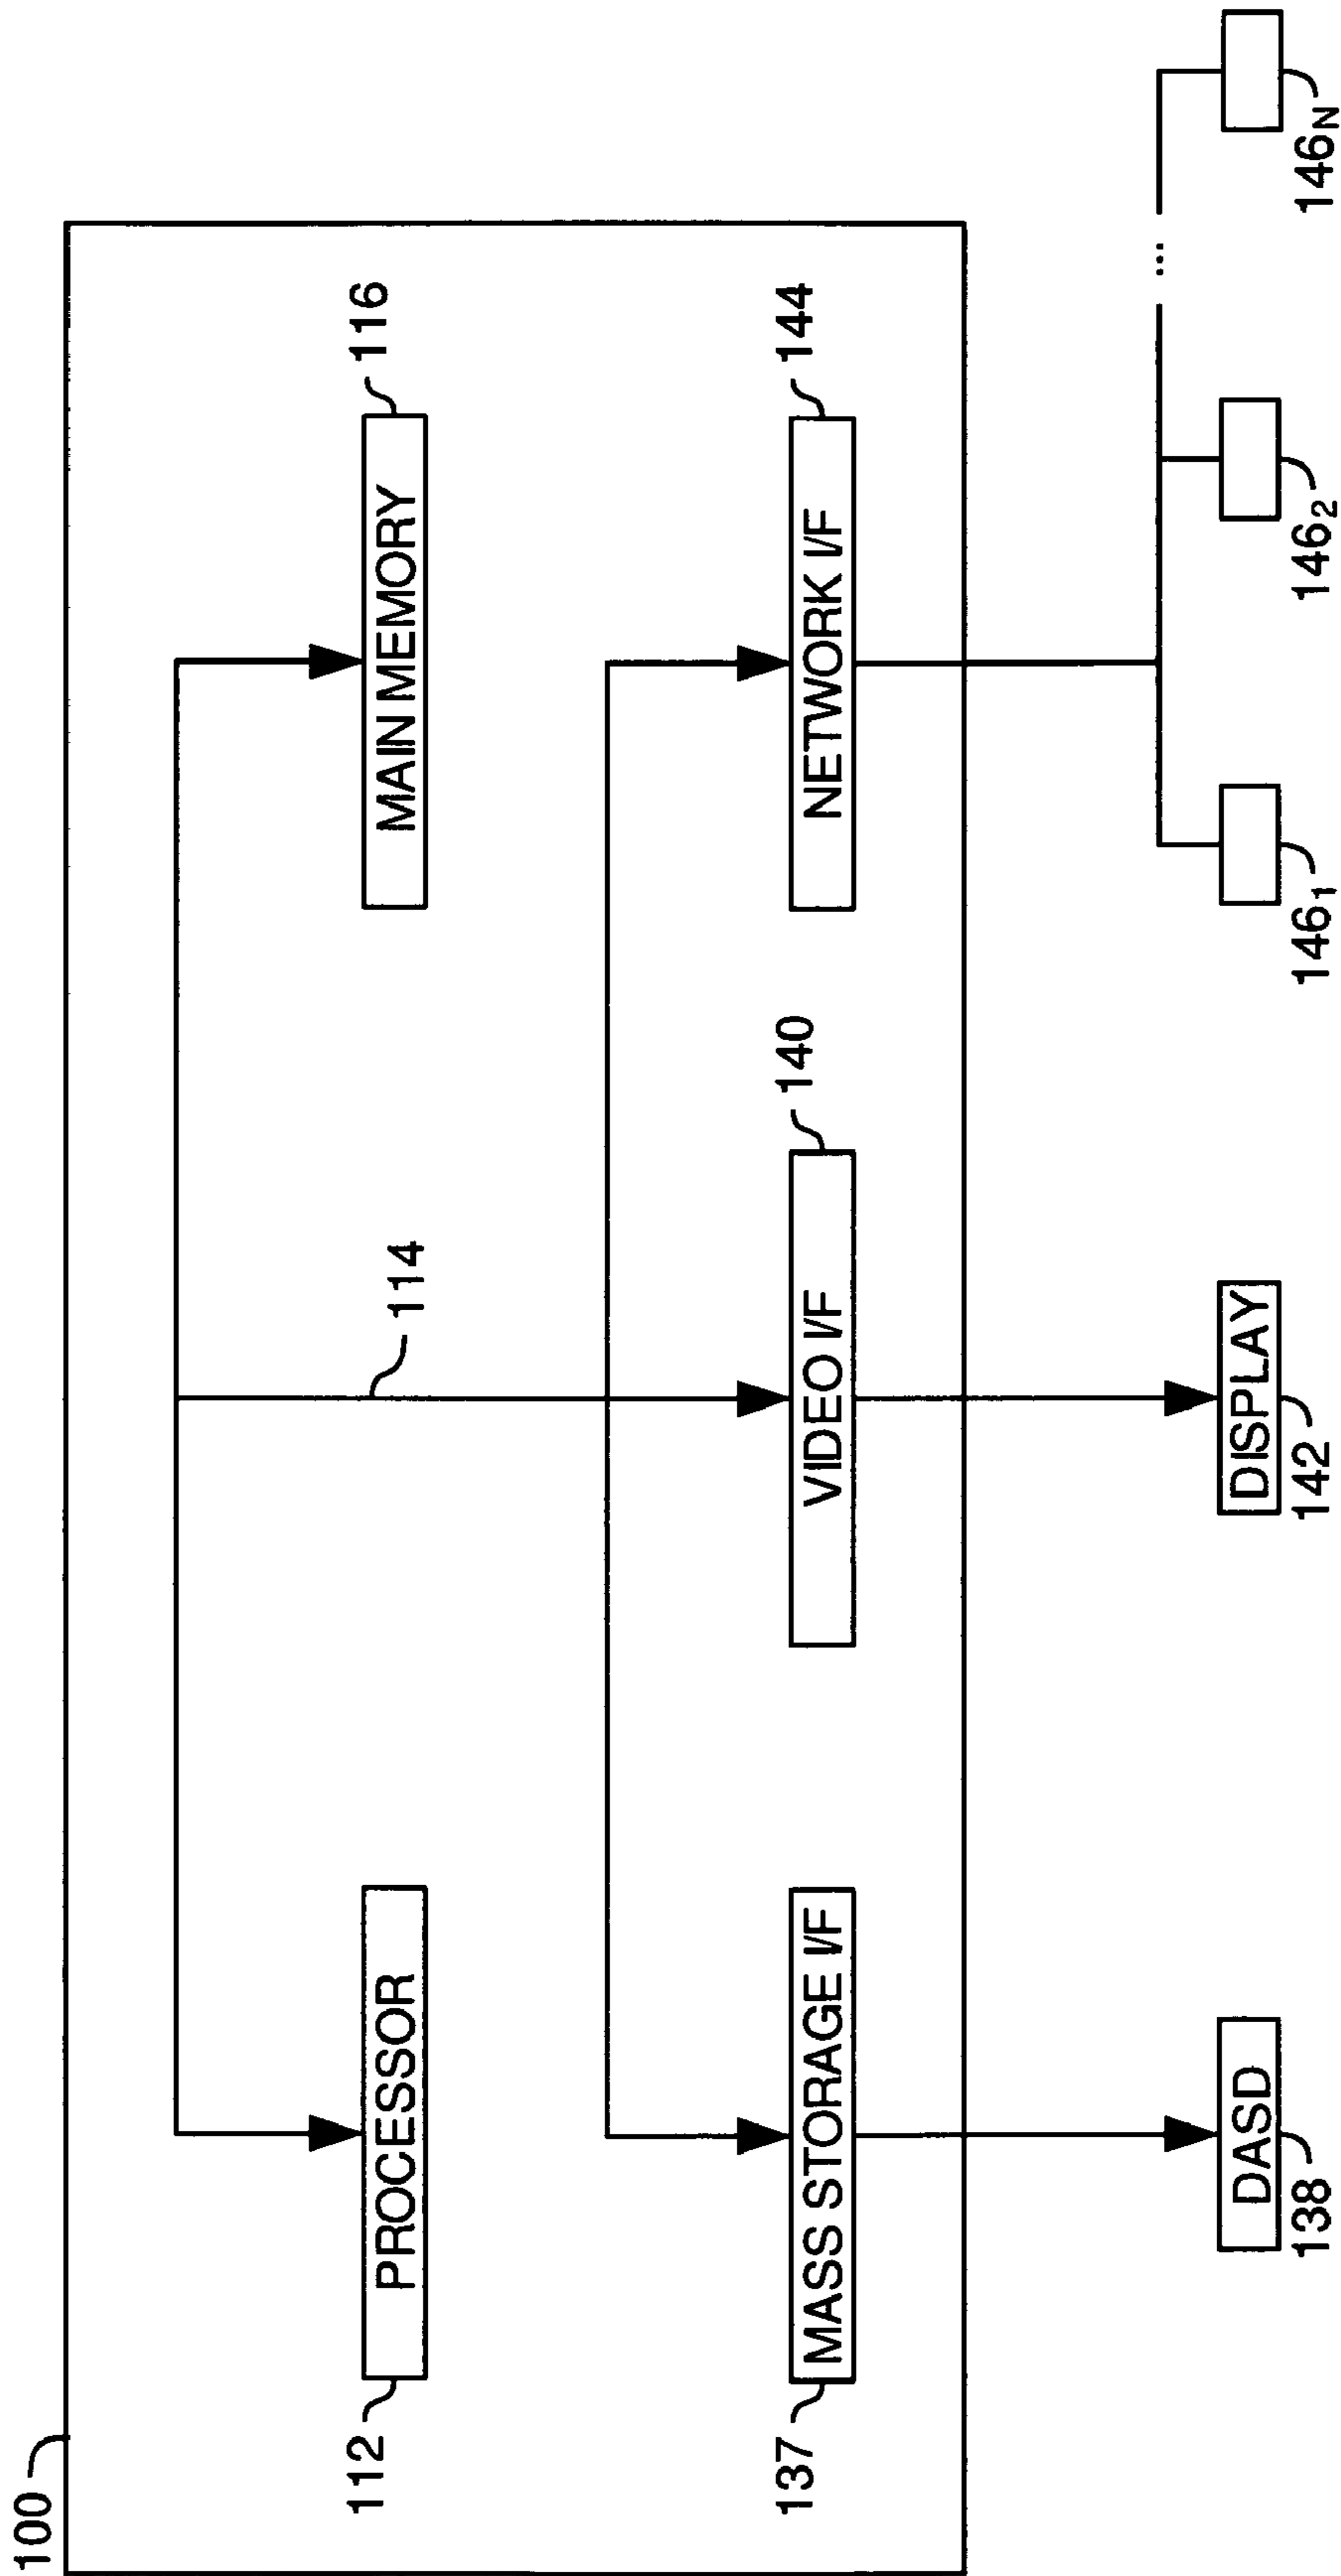 100
112
PROCESSOR
MAIN MEMORY
116
114
137
MASS STORAGE I/F
VIDEO I/F
140
NETWORK I/F
144
DASD
138
DISPLAY
142
146₁
146₂
...
146ₙ